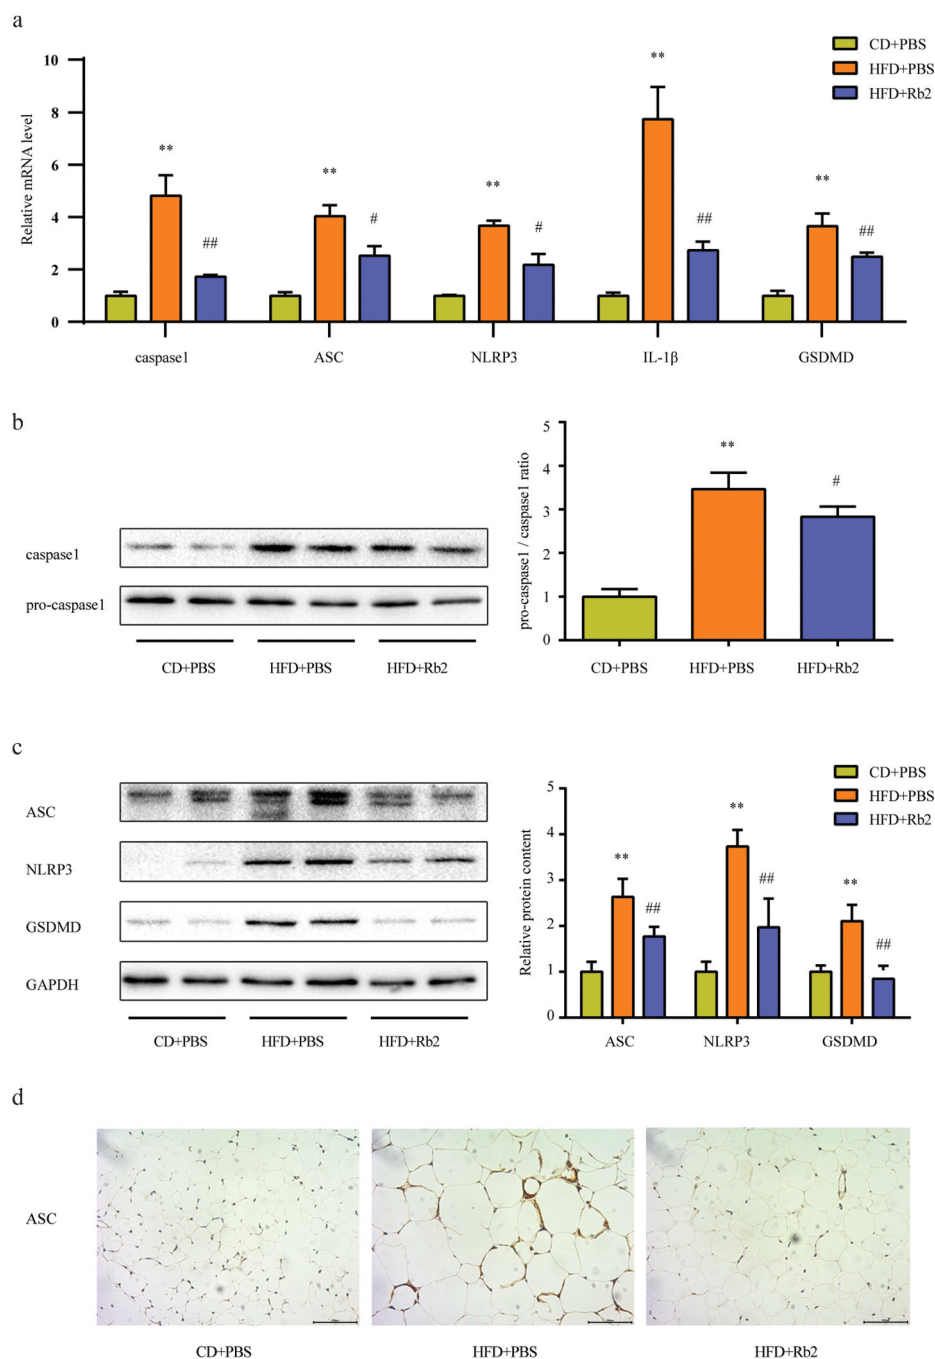 a
CD+PBS
HFD+PBS
HFD+Rb2
Relative mRNA level
10
8
6
4
2
0
** ## ** # ** # ** ## ** ##
caspase1 ASC NLRP3 IL-1β GSDMD
b
caspase1
pro-caspase1
CD+PBS HFD+PBS HFD+Rb2
pro-caspase1 / caspase1 ratio
5
4
3
2
1
0
** #
CD+PBS HFD+PBS HFD+Rb2
c
ASC
NLRP3
GSDMD
GAPDH
CD+PBS HFD+PBS HFD+Rb2
CD+PBS
HFD+PBS
HFD+Rb2
Relative protein content
5
4
3
2
1
0
** ## ** ## ** ##
ASC NLRP3 GSDMD
d
ASC
CD+PBS HFD+PBS HFD+Rb2